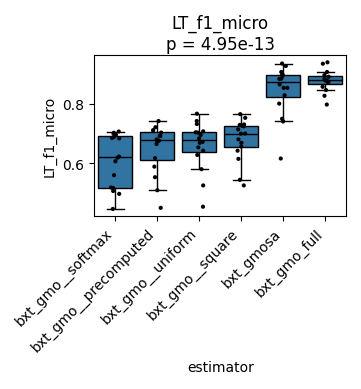 LT_f1_micro
p = 4.95e-13
LT_f1_micro
0.8
0.6
bxt_gmo__softmax
bxt_gmo__precomputed
bxt_gmo__uniform
bxt_gmo__square
bxt_gmosa
bxt_gmo_full
estimator